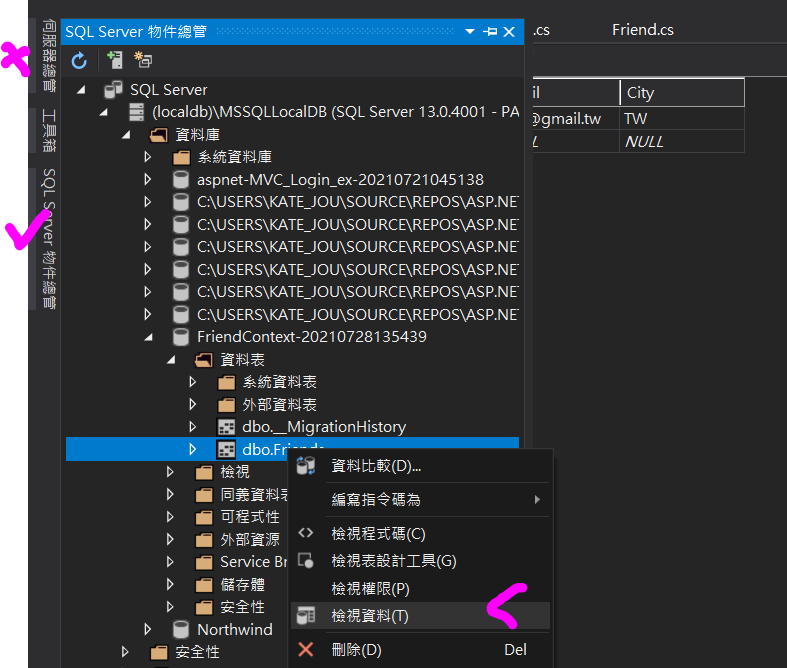 伺服器總管
工具箱
SQL Server 物件總管
SQL Server 物件總管
SQL Server
(localdb)\MSSQLLocalDB (SQL Server 13.0.4001 - PA
資料庫
系統資料庫
aspnet-MVC_Login_ex-20210721045138
C:\USERS\KATE_JOU\SOURCE\REPOS\ASP.NET
C:\USERS\KATE_JOU\SOURCE\REPOS\ASP.NET
C:\USERS\KATE_JOU\SOURCE\REPOS\ASP.NET
C:\USERS\KATE_JOU\SOURCE\REPOS\ASP.NET
C:\USERS\KATE_JOU\SOURCE\REPOS\ASP.NET
C:\USERS\KATE_JOU\SOURCE\REPOS\ASP.NET
FriendContext-20210728135439
資料表
系統資料表
外部資料表
dbo.__MigrationHistory
dbo.Friends
檢視
同義資料表
可程式性
外部資源
Service Br
儲存體
安全性
Northwind
安全性
資料比較(D)...
編寫指令碼為
檢視程式碼(C)
檢視表設計工具(G)
檢視權限(P)
檢視資料(T)
刪除(D) Del
.cs Friend.cs
il City
@gmail.tw TW
L NULL